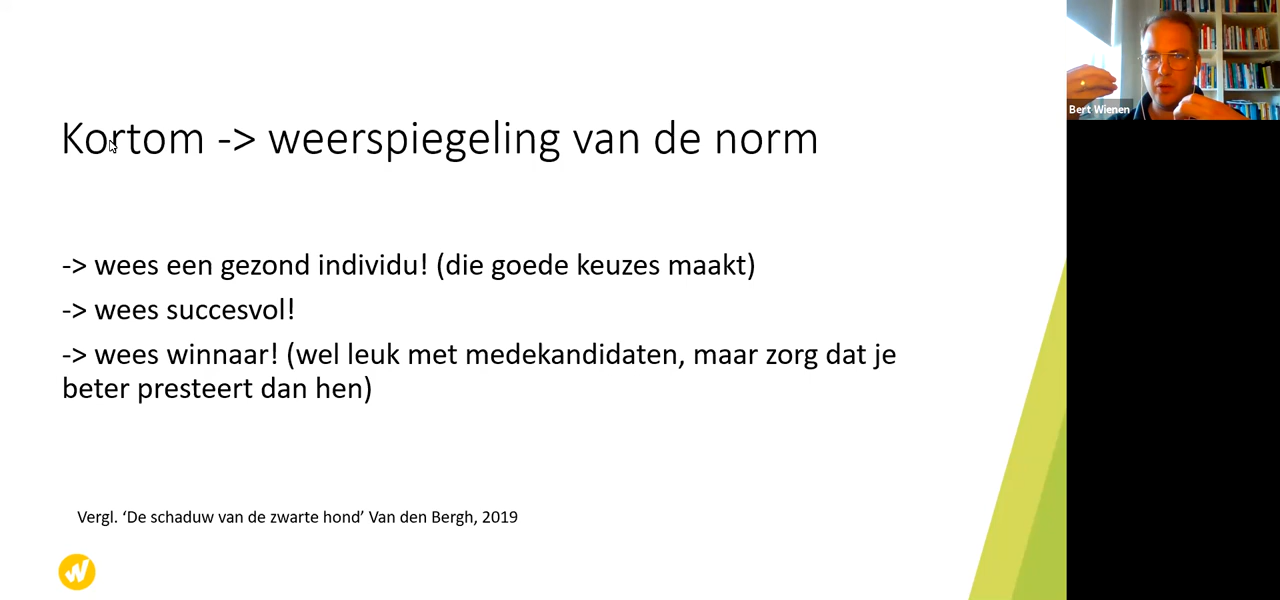 Kortom -> weerspiegeling van de norm
-> wees een gezond individu! (die goede keuzes maakt)
-> wees succesvol!
-> wees winnaar! (wel leuk met medekandidaten, maar zorg dat je
beter presteert dan hen)
Vergl. ‘De schaduw van de zwarte hond’ Van den Bergh, 2019
W
Bert Wienen